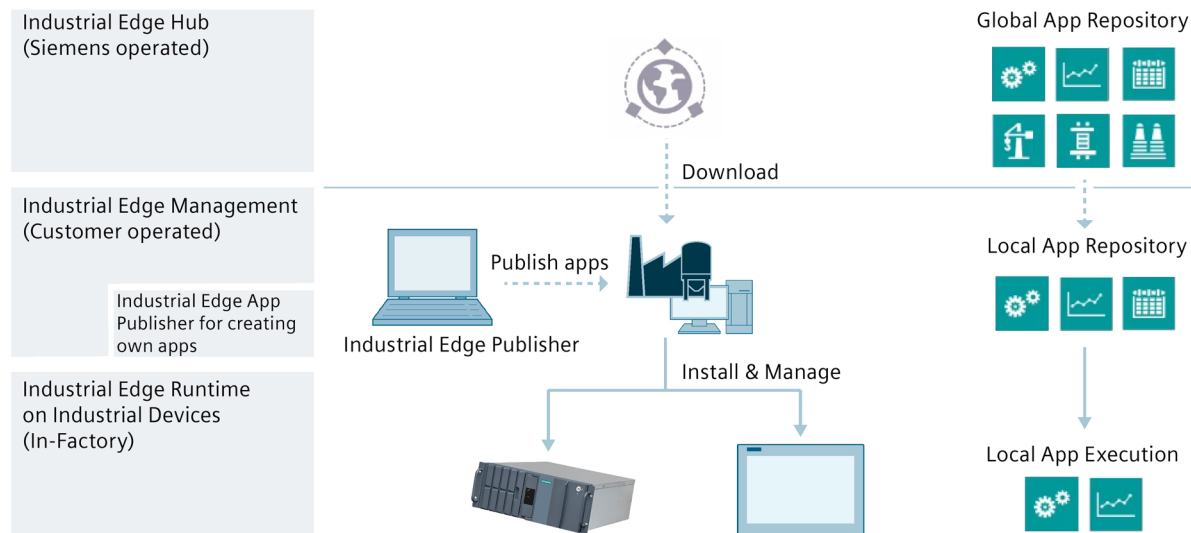 Industrial Edge Hub
(Siemens operated)
Global App Repository
Download
Industrial Edge Management
(Customer operated)
Industrial Edge App
Publisher for creating
own apps
Publish apps
Industrial Edge Publisher
Local App Repository
Install & Manage
Industrial Edge Runtime
on Industrial Devices
(In-Factory)
Local App Execution